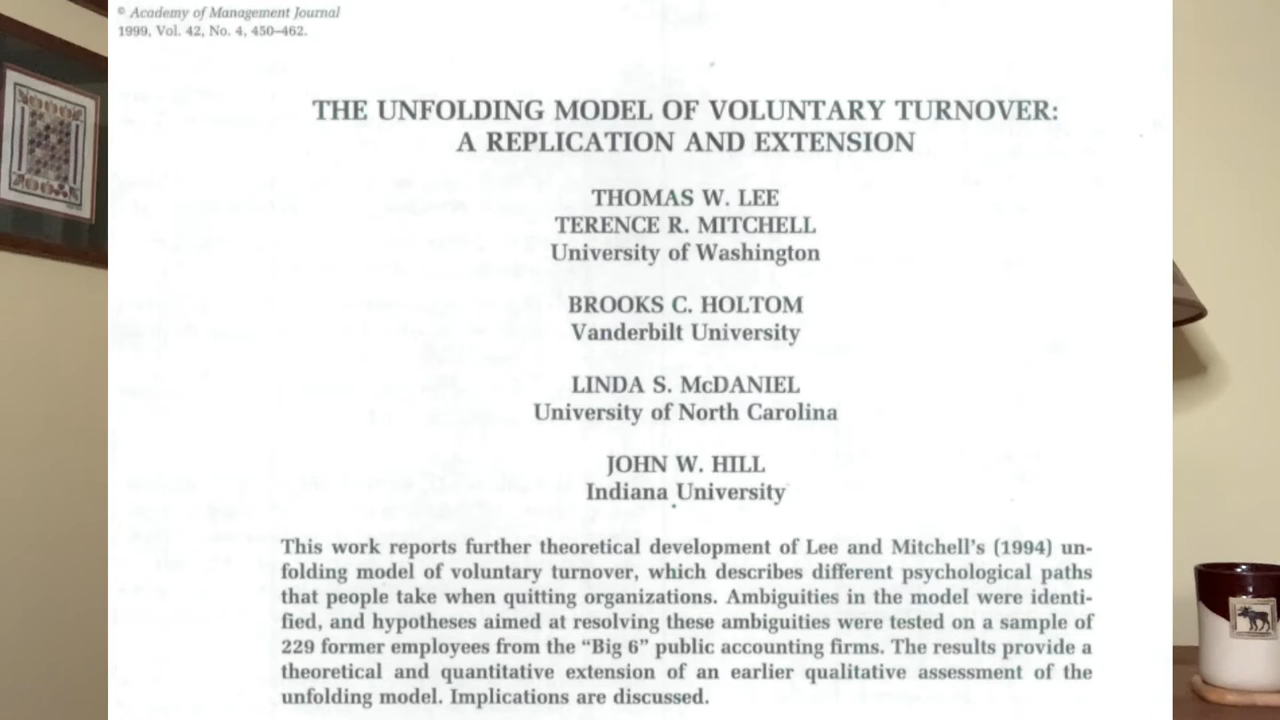 © Academy of Management Journal
1999, Vol. 42, No. 4, 450–462.
THE UNFOLDING MODEL OF VOLUNTARY TURNOVER:
A REPLICATION AND EXTENSION
THOMAS W. LEE
TERENCE R. MITCHELL
University of Washington
BROOKS C. HOLTOM
Vanderbilt University
LINDA S. McDANIEL
University of North Carolina
JOHN W. HILL
Indiana University
This work reports further theoretical development of Lee and Mitchell's (1994) un-
folding model of voluntary turnover, which describes different psychological paths
that people take when quitting organizations. Ambiguities in the model were identi-
fied, and hypotheses aimed at resolving these ambiguities were tested on a sample of
229 former employees from the “Big 6” public accounting firms. The results provide a
theoretical and quantitative extension of an earlier qualitative assessment of the
unfolding model. Implications are discussed.